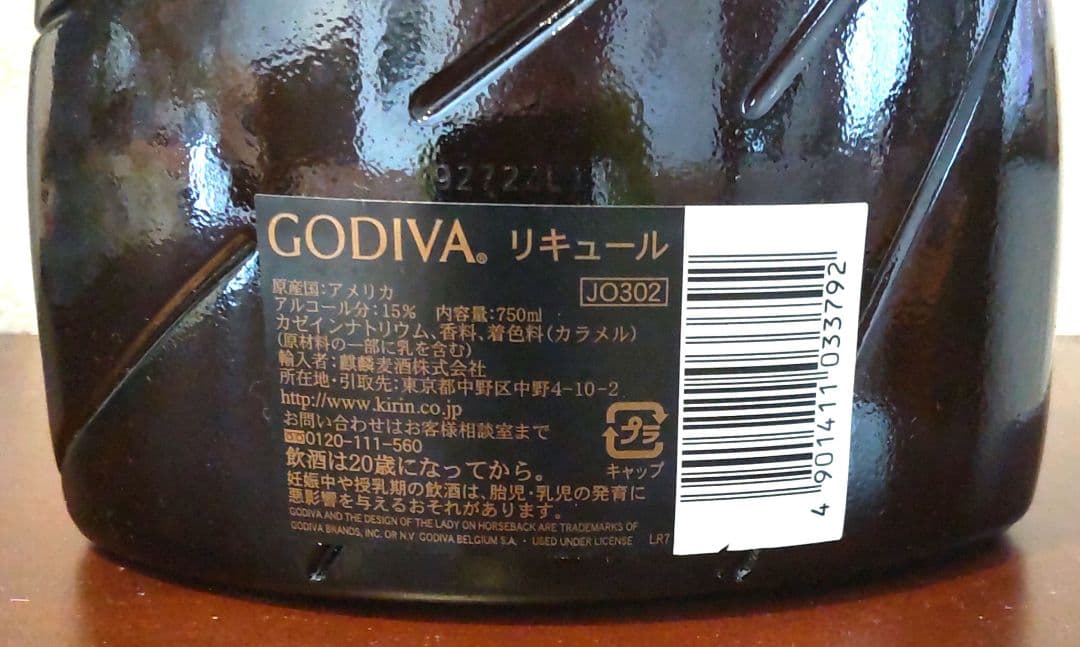 GODIVA® リキュール
JO302
原産国:アメリカ
アルコール分:15% 内容量:750ml
カゼインナトリウム、香料、着色料(カラメル)
(原材料の一部に乳を含む)
輸入者:麒麟麦酒株式会社
所在地・引取先:東京都中野区中野4-10-2
http://www.kirin.co.jp
お問い合わせはお客様相談室まで
0120-111-560
飲酒は20歳になってから。
妊娠中や授乳期の飲酒は、胎児・乳児の発育に
悪影響を与えるおそれがあります。
GODIVA AND THE DESIGN OF THE LADY ON HORSEBACK ARE TRADEMARKS OF
GODIVA BRANDS, INC. OR N.V. GODIVA BELGIUM S.A. · USED UNDER LICENSE LR7
プラ
キャップ
4 901411 033792